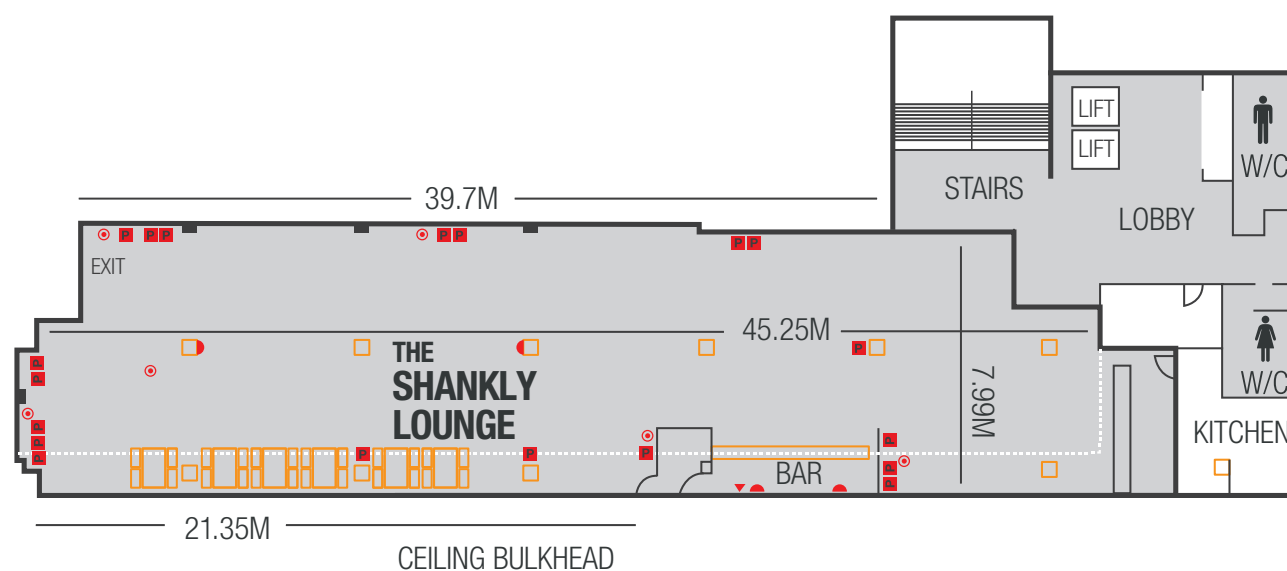 LIFT
LIFT
W/C
STAIRS
39.7M
LOBBY
P
P P
P P
P P
EXIT
45.25M
P
THE
SHANKLY
LOUNGE
7.99M
P
P
W/C
KITCHEN
P
P
P
P
P
P
P
P
P
BAR
21.35M
CEILING BULKHEAD